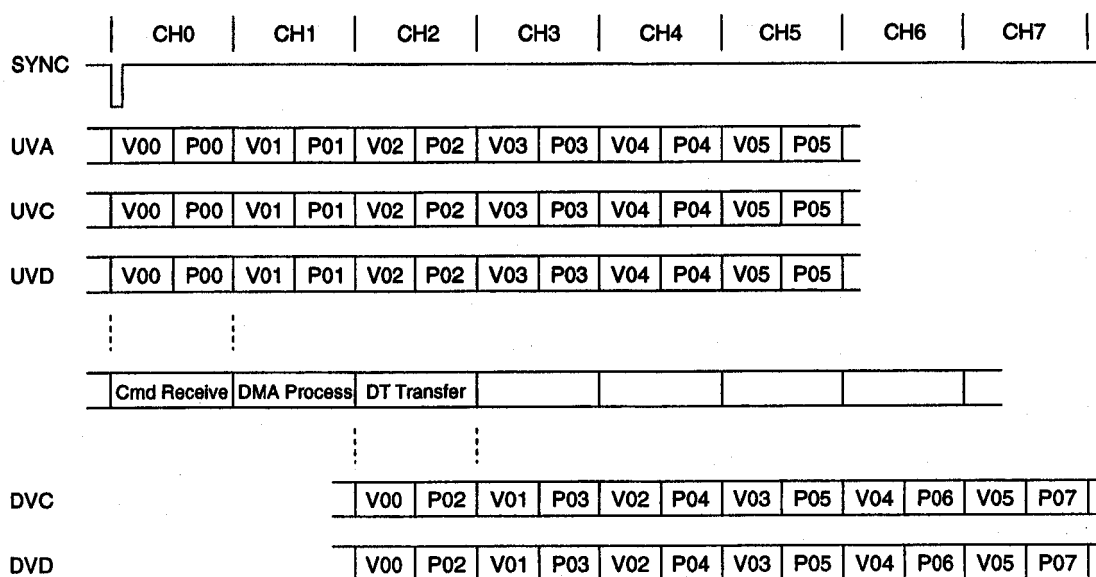 CH0 CH1 CH2 CH3 CH4 CH5 CH6 CH7
SYNC
UVA V00 P00 V01 P01 V02 P02 V03 P03 V04 P04 V05 P05
UVC V00 P00 V01 P01 V02 P02 V03 P03 V04 P04 V05 P05
UVD V00 P00 V01 P01 V02 P02 V03 P03 V04 P04 V05 P05
Cmd Receive DMA Process DT Transfer
DVC V00 P02 V01 P03 V02 P04 V03 P05 V04 P06 V05 P07
DVD V00 P02 V01 P03 V02 P04 V03 P05 V04 P06 V05 P07